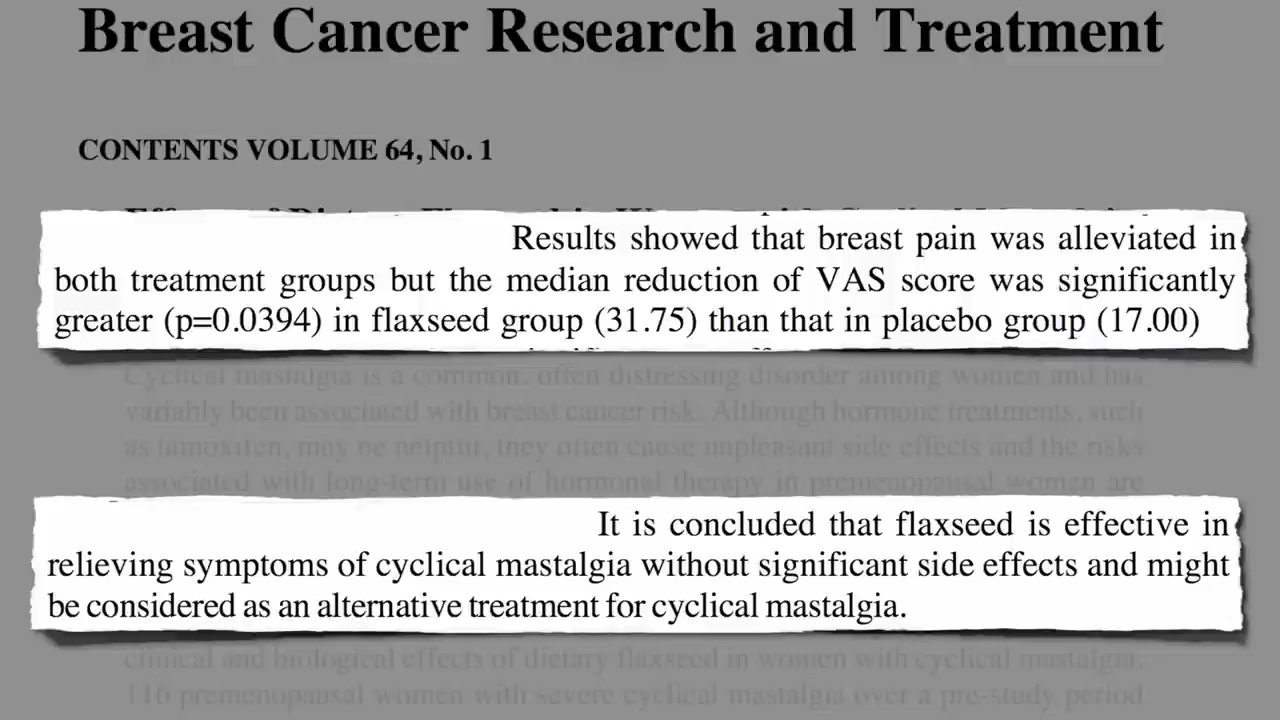 Breast Cancer Research and Treatment
CONTENTS VOLUME 64, No. 1
Results showed that breast pain was alleviated in
both treatment groups but the median reduction of VAS score was significantly
greater (p=0.0394) in flaxseed group (31.75) than that in placebo group (17.00)
Cyclical mastalgia is a common, often distressing disorder among women and has
variably been associated with breast cancer risk. Although hormone treatments, such
as tamoxifen, may be helpful, they often cause unpleasant side effects and the risks
associated with long-term use of hormonal therapy in premenopausal women are
It is concluded that flaxseed is effective in
relieving symptoms of cyclical mastalgia without significant side effects and might
be considered as an alternative treatment for cyclical mastalgia.
clinical and biological effects of dietary flaxseed in women with cyclical mastalgia.
116 premenopausal women with severe cyclical mastalgia over a pre-study period